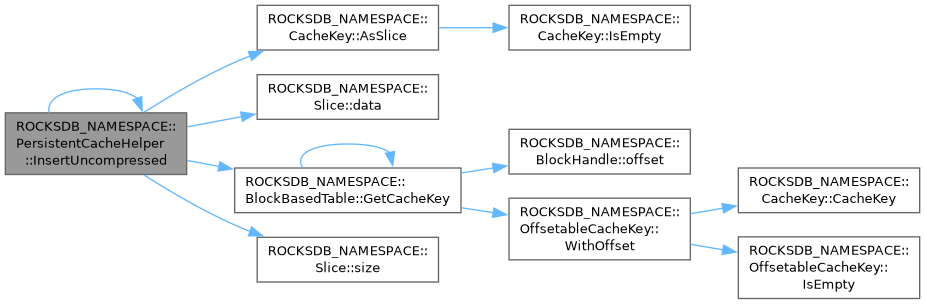 ROCKSDB_NAMESPACE::
PersistentCacheHelper
::InsertUncompressed
ROCKSDB_NAMESPACE::
CacheKey::AsSlice
ROCKSDB_NAMESPACE::
CacheKey::IsEmpty
ROCKSDB_NAMESPACE::
Slice::data
ROCKSDB_NAMESPACE::
BlockBasedTable::GetCacheKey
ROCKSDB_NAMESPACE::
BlockHandle::offset
ROCKSDB_NAMESPACE::
OffsetableCacheKey::
WithOffset
ROCKSDB_NAMESPACE::
CacheKey::CacheKey
ROCKSDB_NAMESPACE::
OffsetableCacheKey::
IsEmpty
ROCKSDB_NAMESPACE::
Slice::size